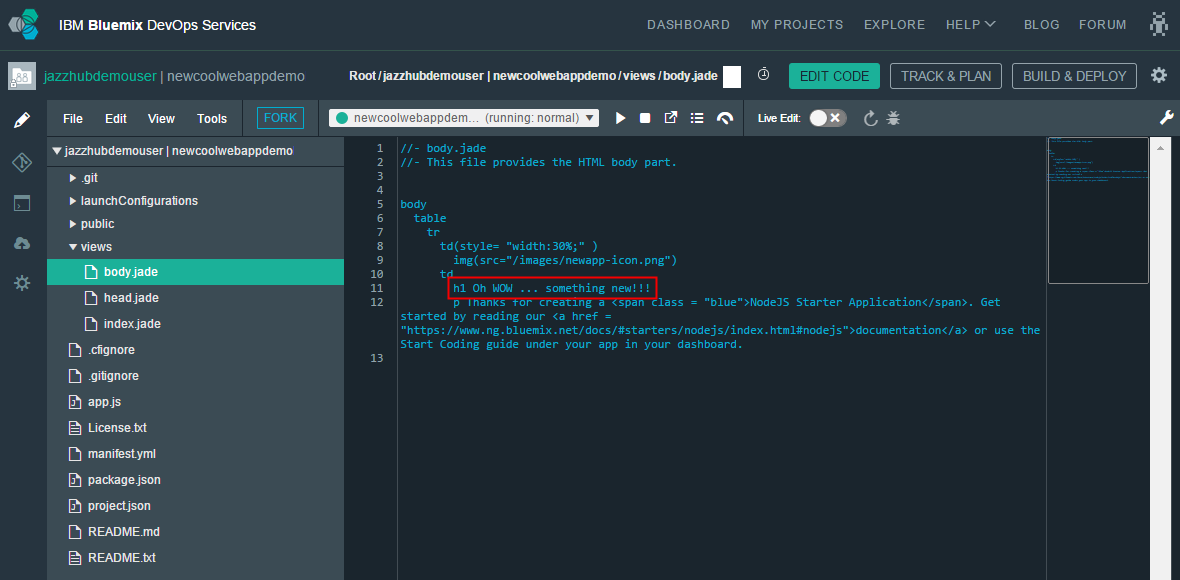 IBM Bluemix DevOps Services
DASHBOARD
MY PROJECTS
EXPLORE
HELP
BLOG
FORUM
jazzhubdemouser | newcoolwebappdemo
Root / jazzhubdemouser | newcoolwebappdemo / views / body.jade
EDIT CODE
TRACK & PLAN
BUILD & DEPLOY
File
Edit
View
Tools
FORK
newcoolwebappdem... (running: normal)
Live Edit:
jazzhubdemouser | newcoolwebappdemo
.git
launchConfigurations
public
views
body.jade
head.jade
index.jade
.cfignore
.gitignore
app.js
License.txt
manifest.yml
package.json
project.json
README.md
README.txt
1 //- body.jade
2 //- This file provides the HTML body part.
3
4
5 body
6 table
7 tr
8 td(style= "width:30%;" )
9 img(src="/images/newapp-icon.png")
10 td
11 h1 Oh WOW ... something new!!!
12 p Thanks for creating a <span class = "blue">NodeJS Starter Application</span>. Get
started by reading our <a href =
"https://www.ng.bluemix.net/docs/#starters/nodejs/index.html#nodejs">documentation</a> or use the
Start Coding guide under your app in your dashboard.
13